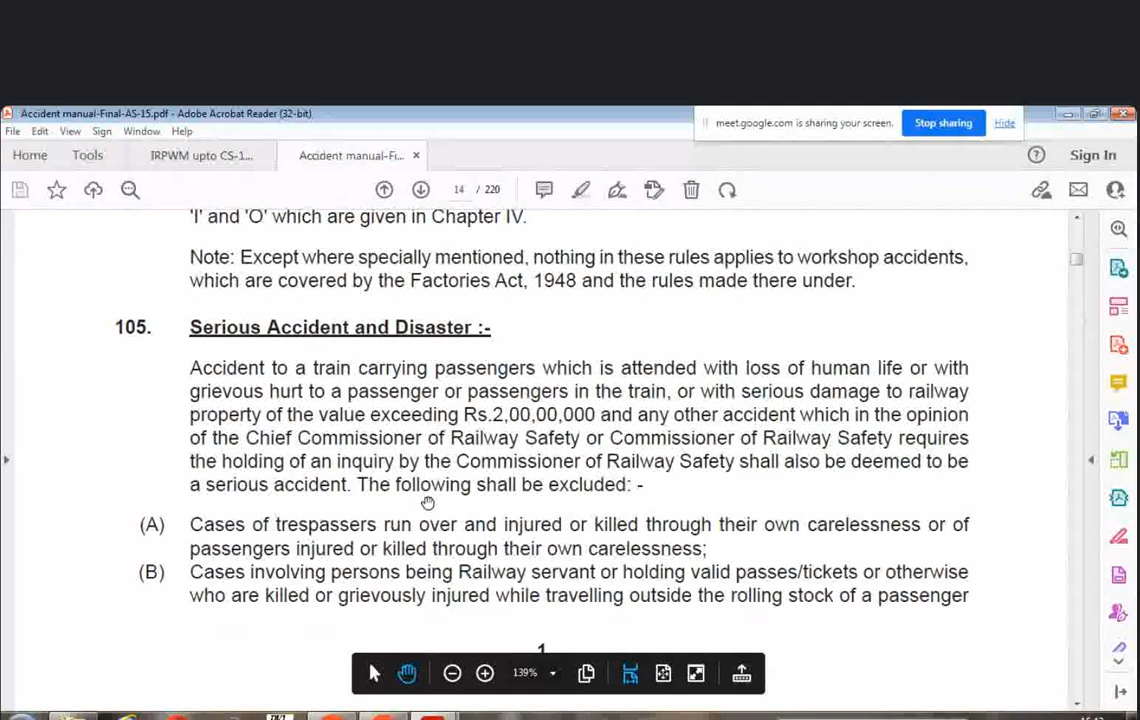 Accident manual-Final-AS-15.pdf - Adobe Acrobat Reader (32-bit)
meet.google.com is sharing your screen. Stop sharing Hide
File Edit View Sign Window Help
Home Tools IRPWM upto CS-1... Accident manual-Fi... × Sign In
14 / 220
'I' and 'O' which are given in Chapter IV.
Note: Except where specially mentioned, nothing in these rules applies to workshop accidents,
which are covered by the Factories Act, 1948 and the rules made there under.
105. Serious Accident and Disaster :-
Accident to a train carrying passengers which is attended with loss of human life or with
grievous hurt to a passenger or passengers in the train, or with serious damage to railway
property of the value exceeding Rs.2,00,00,000 and any other accident which in the opinion
of the Chief Commissioner of Railway Safety or Commissioner of Railway Safety requires
the holding of an inquiry by the Commissioner of Railway Safety shall also be deemed to be
a serious accident. The following shall be excluded: -
(A) Cases of trespassers run over and injured or killed through their own carelessness or of
passengers injured or killed through their own carelessness;
(B) Cases involving persons being Railway servant or holding valid passes/tickets or otherwise
who are killed or grievously injured while travelling outside the rolling stock of a passenger
1
139%